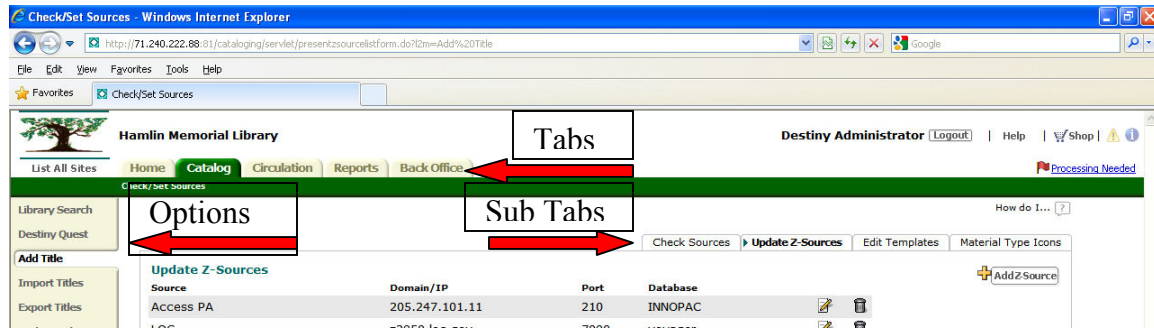 Check/Set Sources - Windows Internet Explorer
http://71.240.222.88:81/cataloging/servlet/presentzsourcelistform.do?l2m=Add%20Title
Google
File Edit View Favorites Tools Help
Favorites Check/Set Sources
Hamlin Memorial Library
Tabs
Destiny Administrator Logout | Help | Shop |
List All Sites
Home Catalog Circulation Reports Back Office
Processing Needed
Check/Set Sources
Library Search
Options
Sub Tabs
How do I... ?
Destiny Quest
Check Sources Update Z-Sources Edit Templates Material Type Icons
Add Title
Update Z-Sources
Add Z Source
Import Titles
Source Domain/IP Port Database
Export Titles
Access PA 205.247.101.11 210 INNOPAC